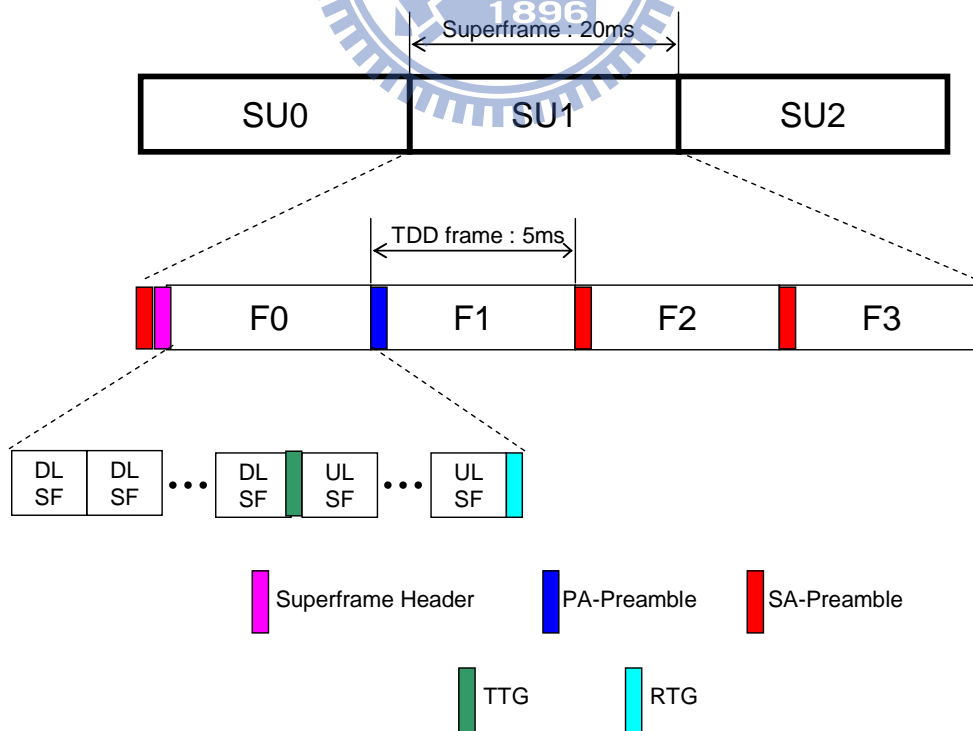 1896
Superframe : 20ms
SU0 SU1 SU2
TDD frame : 5ms
F0 F1 F2 F3
DL SF DL SF ••• DL SF UL SF ••• UL SF
Superframe Header PA-Preamble SA-Preamble
TTG RTG